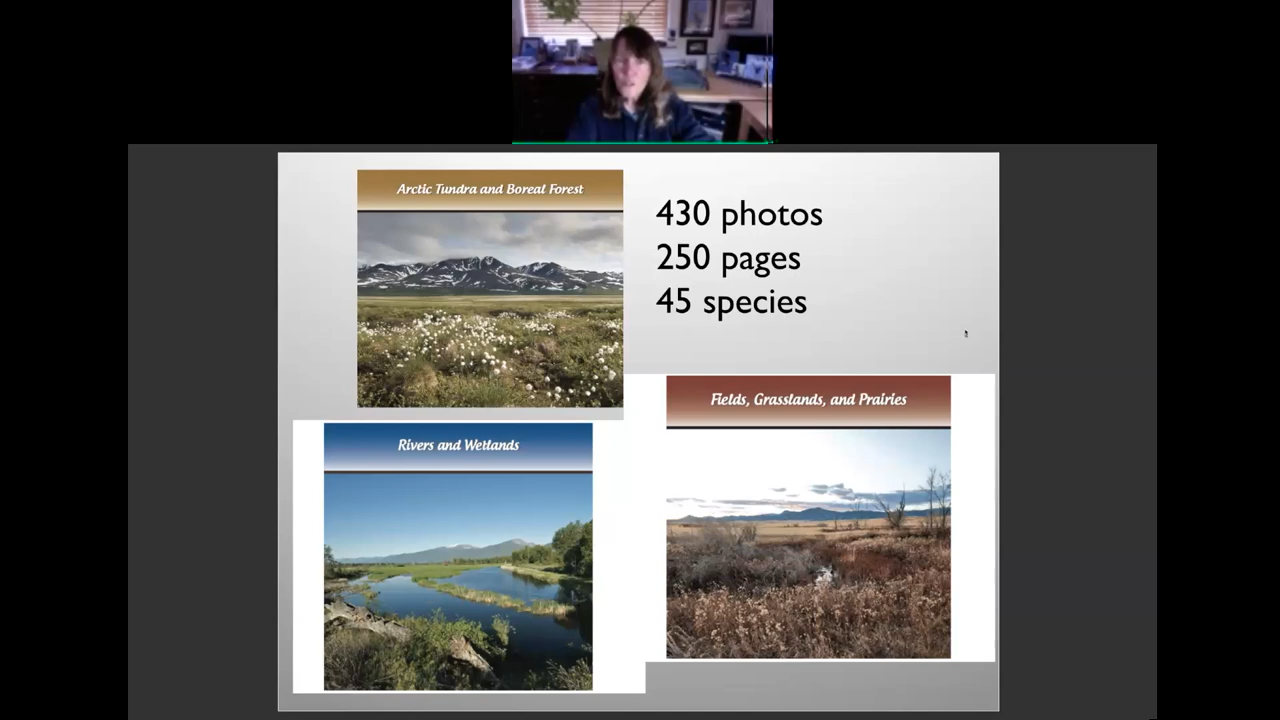 Arctic Tundra and Boreal Forest
430 photos
250 pages
45 species
Fields, Grasslands, and Prairies
Rivers and Wetlands